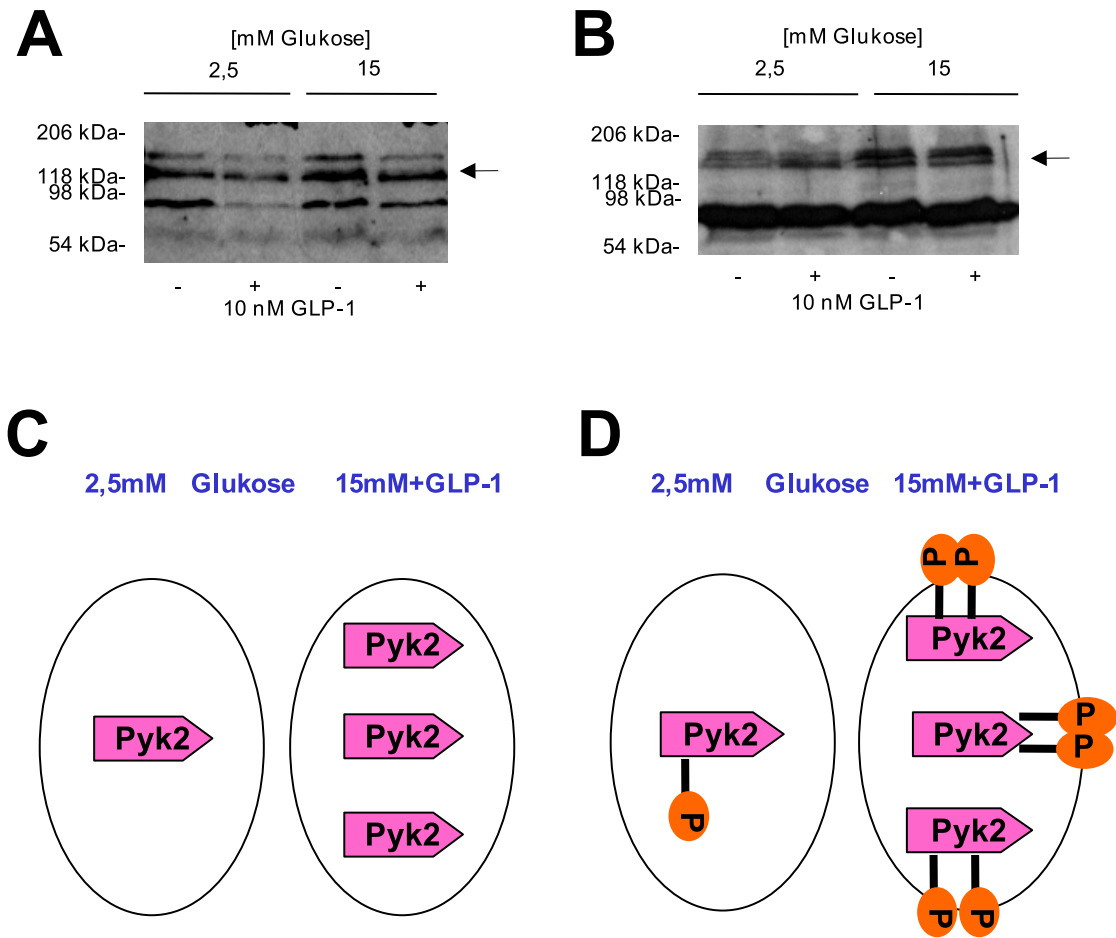 A
[mM Glukose]
2,5 15
206 kDa-
118 kDa-
98 kDa-
54 kDa-
- + - +
10 nM GLP-1
B
[mM Glukose]
2,5 15
206 kDa-
118 kDa-
98 kDa-
54 kDa-
- + - +
10 nM GLP-1
C
2,5mM Glukose 15mM+GLP-1
Pyk2
Pyk2
Pyk2
Pyk2
D
2,5mM Glukose 15mM+GLP-1
Pyk2
P
P P
Pyk2
Pyk2
P
P
Pyk2
P P